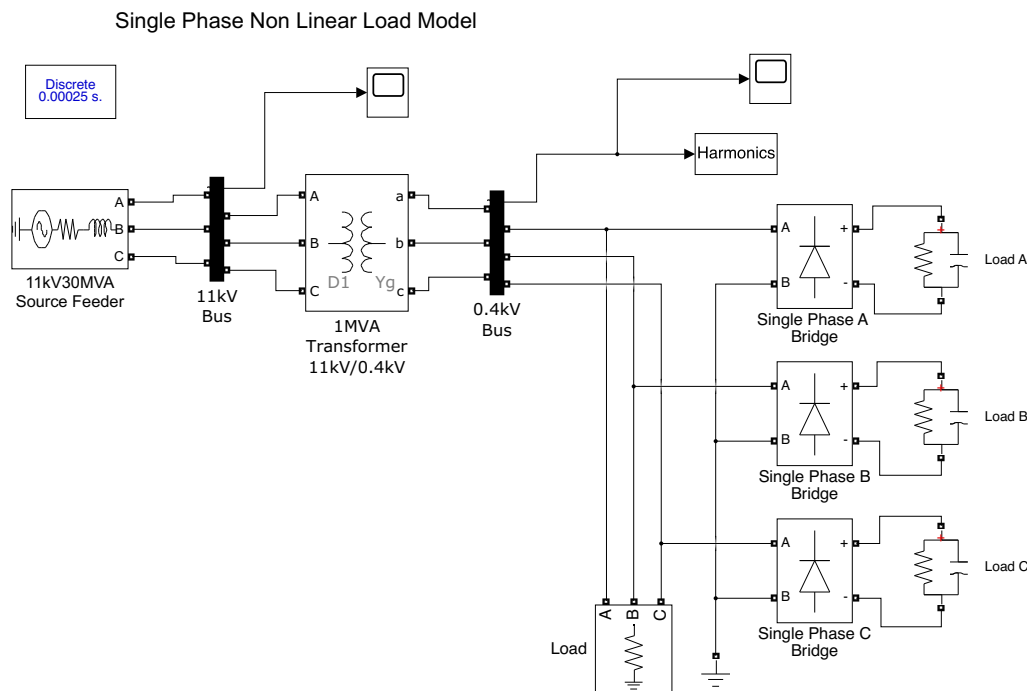 Single Phase Non Linear Load Model
Discrete
0.00025 s.
Harmonics
A
B
C
11kV30MVA
Source Feeder
11kV
Bus
A
B
C
D1
Yg
a
b
c
1MVA
Transformer
11kV/0.4kV
0.4kV
Bus
A
B
+
-
Single Phase A
Bridge
Load A
A
B
+
-
Single Phase B
Bridge
Load B
A
B
+
-
Single Phase C
Bridge
Load C
A
B
C
Load